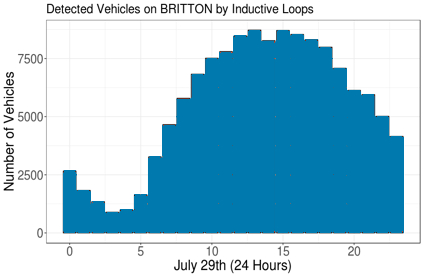 Detected Vehicles on BRITTON by Inductive Loops
Number of Vehicles
7500
5000
2500
0
0 5 10 15 20
July 29th (24 Hours)